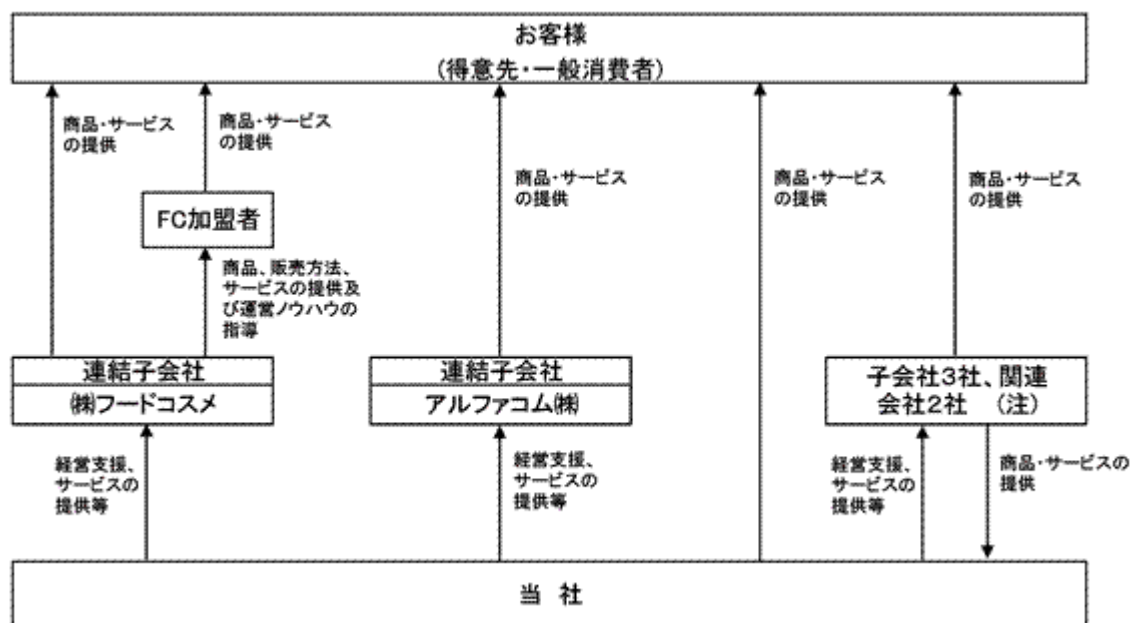 お客様
(得意先・一般消費者)
商品・サービス
の提供
商品・サービス
の提供
商品・サービス
の提供
商品・サービス
の提供
商品・サービス
の提供
FC加盟者
商品、販売方法、
サービスの提供及
び運営ノウハウの
指導
連結子会社
㈱フードコスメ
連結子会社
アルファコム㈱
子会社3社、関連
会社2社 (注)
経営支援、
サービスの
提供等
経営支援、
サービスの
提供等
経営支援、
サービスの
提供等
商品・サービスの
提供
当 社